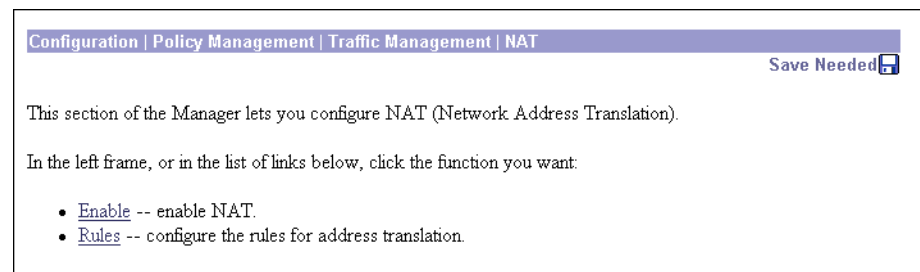 Configuration | Policy Management | Traffic Management | NAT
Save Needed
This section of the Manager lets you configure NAT (Network Address Translation).
In the left frame, or in the list of links below, click the function you want:
• Enable -- enable NAT.
• Rules -- configure the rules for address translation.